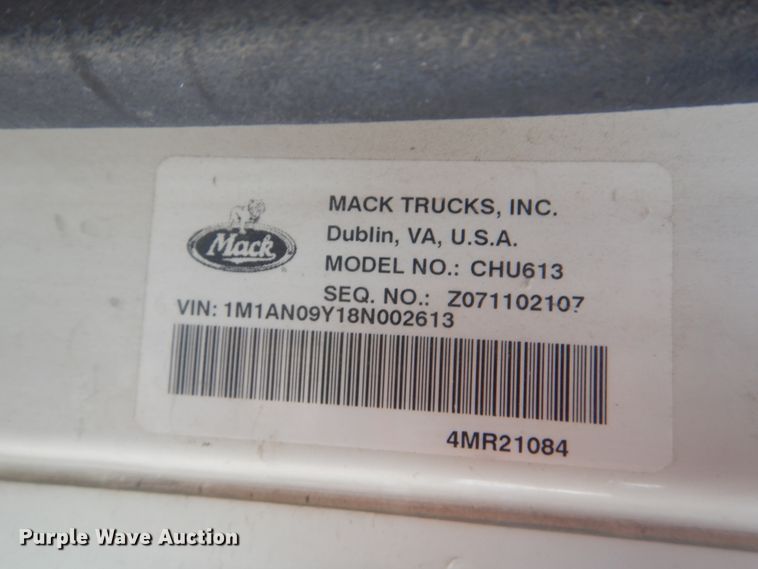 Mack
MACK TRUCKS, INC.
Dublin, VA, U.S.A.
MODEL NO.: CHU613
SEQ. NO.: Z071102107
VIN: 1M1AN09Y18N002613
4MR21084
Purple Wave Auction